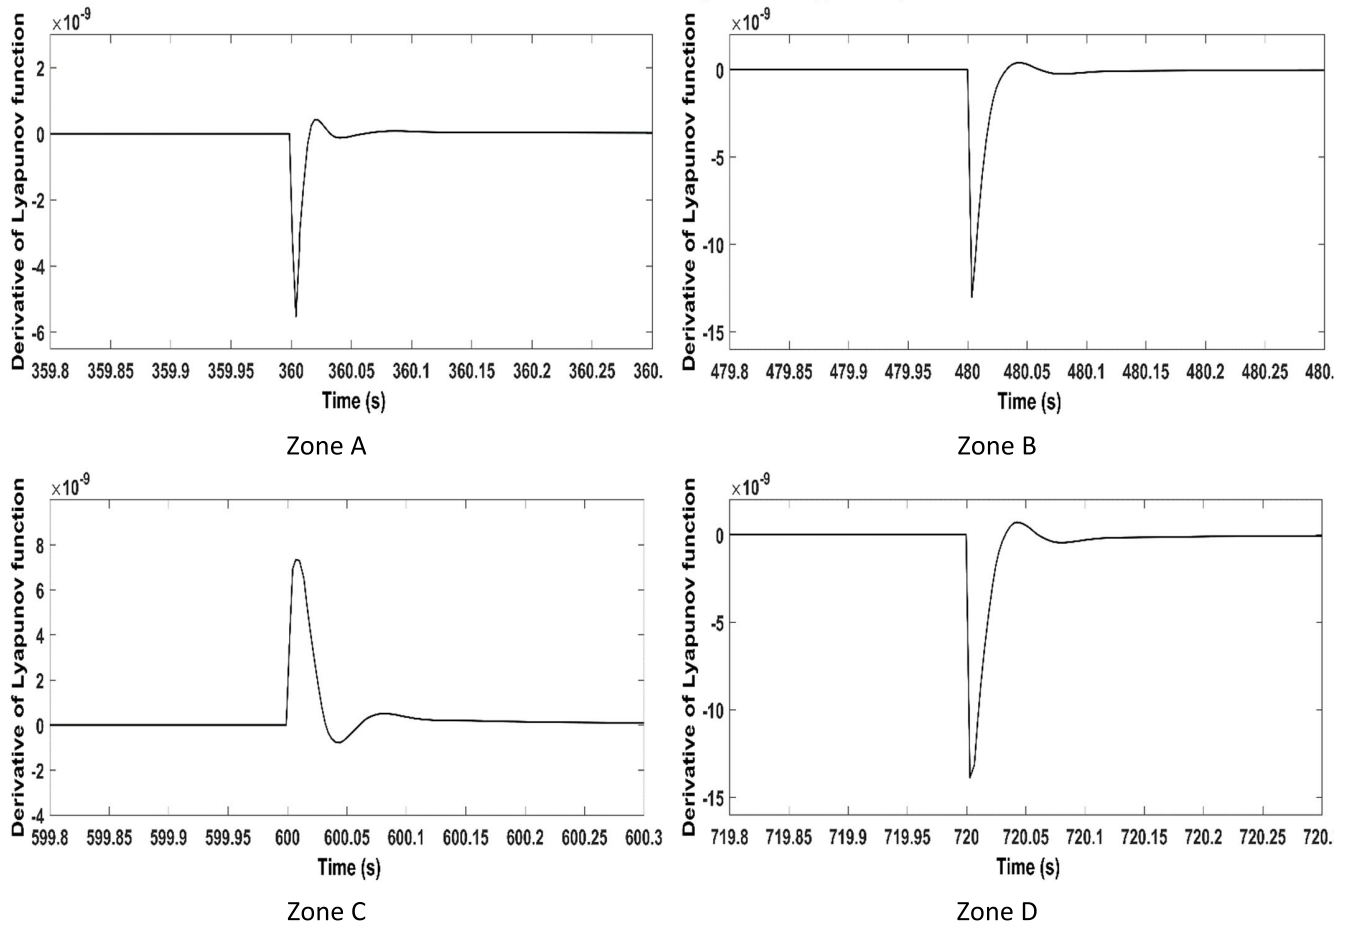 ×10^-9
Derivative of Lyapunov function
2
0
-2
-4
-6
359.8 359.85 359.9 359.95 360 360.05 360.1 360.15 360.2 360.25 360.
Time (s)
Zone A
×10^-9
Derivative of Lyapunov function
0
-5
-10
-15
479.8 479.85 479.9 479.95 480 480.05 480.1 480.15 480.2 480.25 480.
Time (s)
Zone B
×10^-9
Derivative of Lyapunov function
8
6
4
2
0
-2
-4
599.8 599.85 599.9 599.95 600 600.05 600.1 600.15 600.2 600.25 600.3
Time (s)
Zone C
×10^-9
Derivative of Lyapunov function
0
-5
-10
-15
719.8 719.85 719.9 719.95 720 720.05 720.1 720.15 720.2 720.25 720.
Time (s)
Zone D